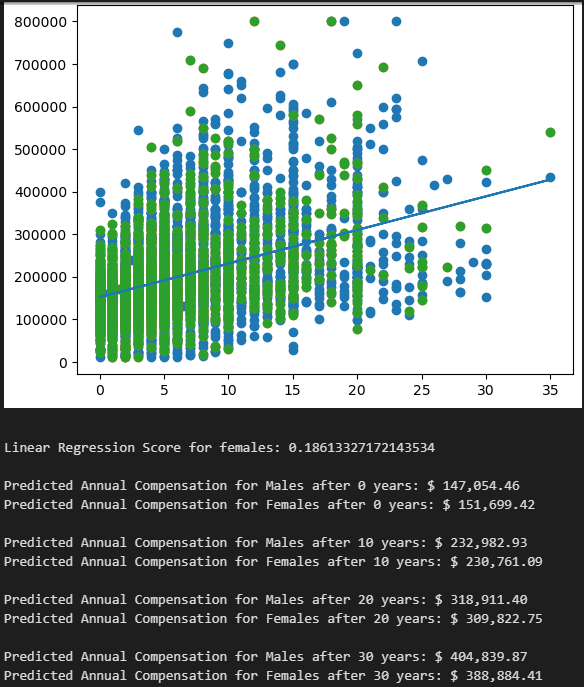 800000
700000
600000
500000
400000
300000
200000
100000
0
0 5 10 15 20 25 30 35
Linear Regression Score for females: 0.18613327172143534
Predicted Annual Compensation for Males after 0 years: $ 147,054.46
Predicted Annual Compensation for Females after 0 years: $ 151,699.42
Predicted Annual Compensation for Males after 10 years: $ 232,982.93
Predicted Annual Compensation for Females after 10 years: $ 230,761.09
Predicted Annual Compensation for Males after 20 years: $ 318,911.40
Predicted Annual Compensation for Females after 20 years: $ 309,822.75
Predicted Annual Compensation for Males after 30 years: $ 404,839.87
Predicted Annual Compensation for Females after 30 years: $ 388,884.41